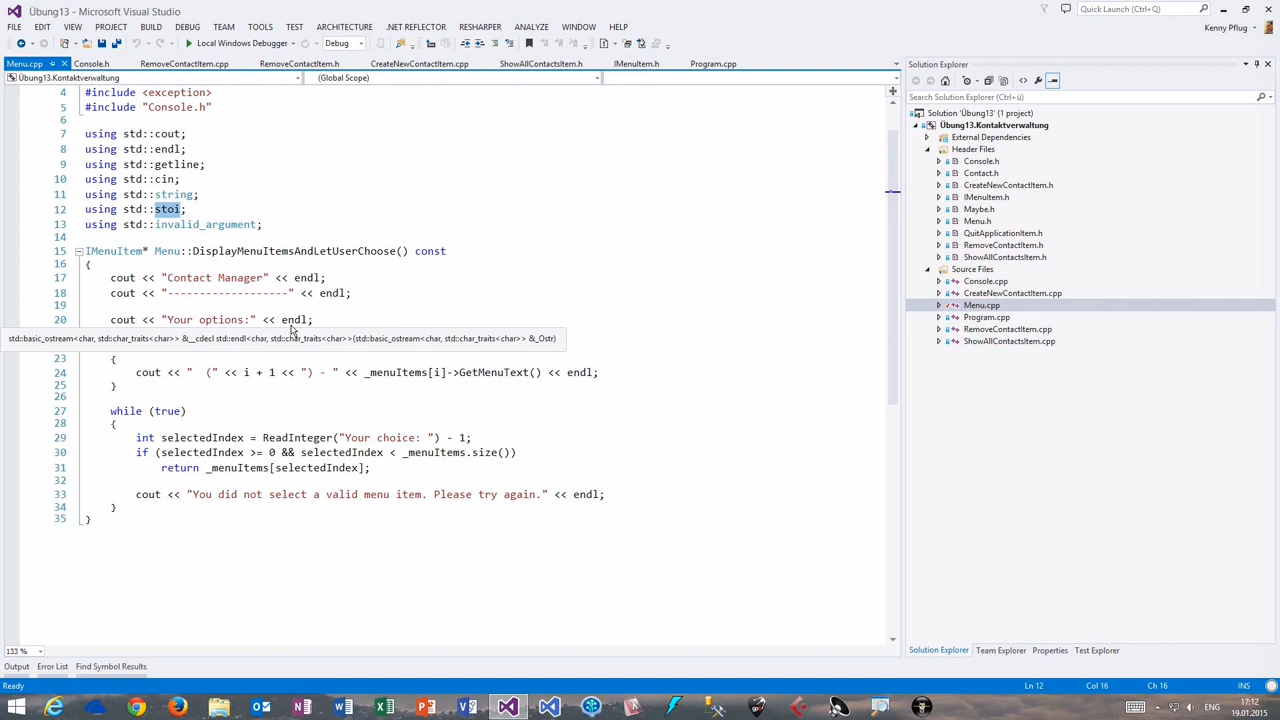 Übung13 - Microsoft Visual Studio
Quick Launch (Ctrl+Q)
FILE EDIT VIEW PROJECT BUILD DEBUG TEAM TOOLS TEST ARCHITECTURE .NET REFLECTOR RESHARPER ANALYZE WINDOW HELP
Kenny Pflug
Local Windows Debugger Debug
Menu.cpp Console.h RemoveContactItem.cpp RemoveContactItem.h CreateNewContactItem.cpp ShowAllContactsItem.h IMenuItem.h Program.cpp
Übung13.Kontaktverwaltung (Global Scope)
4 #include <exception>
5 #include "Console.h"
6
7 using std::cout;
8 using std::endl;
9 using std::getline;
10 using std::cin;
11 using std::string;
12 using std::stoi;
13 using std::invalid_argument;
14
15 IMenuItem* Menu::DisplayMenuItemsAndLetUserChoose() const
16 {
17 cout << "Contact Manager" << endl;
18 cout << "-------------------" << endl;
19
20 cout << "Your options:" << endl;
std::basic_ostream<char, std::char_traits<char>> &__cdecl std::endl<char, std::char_traits<char>>(std::basic_ostream<char, std::char_traits<char>> &_Ostr)
23 {
24 cout << "  (" << i + 1 << ") - " << _menuItems[i]->GetMenuText() << endl;
25 }
26
27 while (true)
28 {
29 int selectedIndex = ReadInteger("Your choice: ") - 1;
30 if (selectedIndex >= 0 && selectedIndex < _menuItems.size())
31 return _menuItems[selectedIndex];
32
33 cout << "You did not select a valid menu item. Please try again." << endl;
34 }
35 }
133 %
Output Error List Find Symbol Results
Solution Explorer
Search Solution Explorer (Ctrl+ü)
Solution 'Übung13' (1 project)
Übung13.Kontaktverwaltung
External Dependencies
Header Files
Console.h
Contact.h
CreateNewContactItem.h
IMenuItem.h
Maybe.h
Menu.h
QuitApplicationItem.h
RemoveContactItem.h
ShowAllContactsItem.h
Source Files
Console.cpp
CreateNewContactItem.cpp
Menu.cpp
Program.cpp
RemoveContactItem.cpp
ShowAllContactsItem.cpp
Solution Explorer Team Explorer Properties Test Explorer
Ready Ln 12 Col 16 Ch 16 INS
17:12
19.01.2015